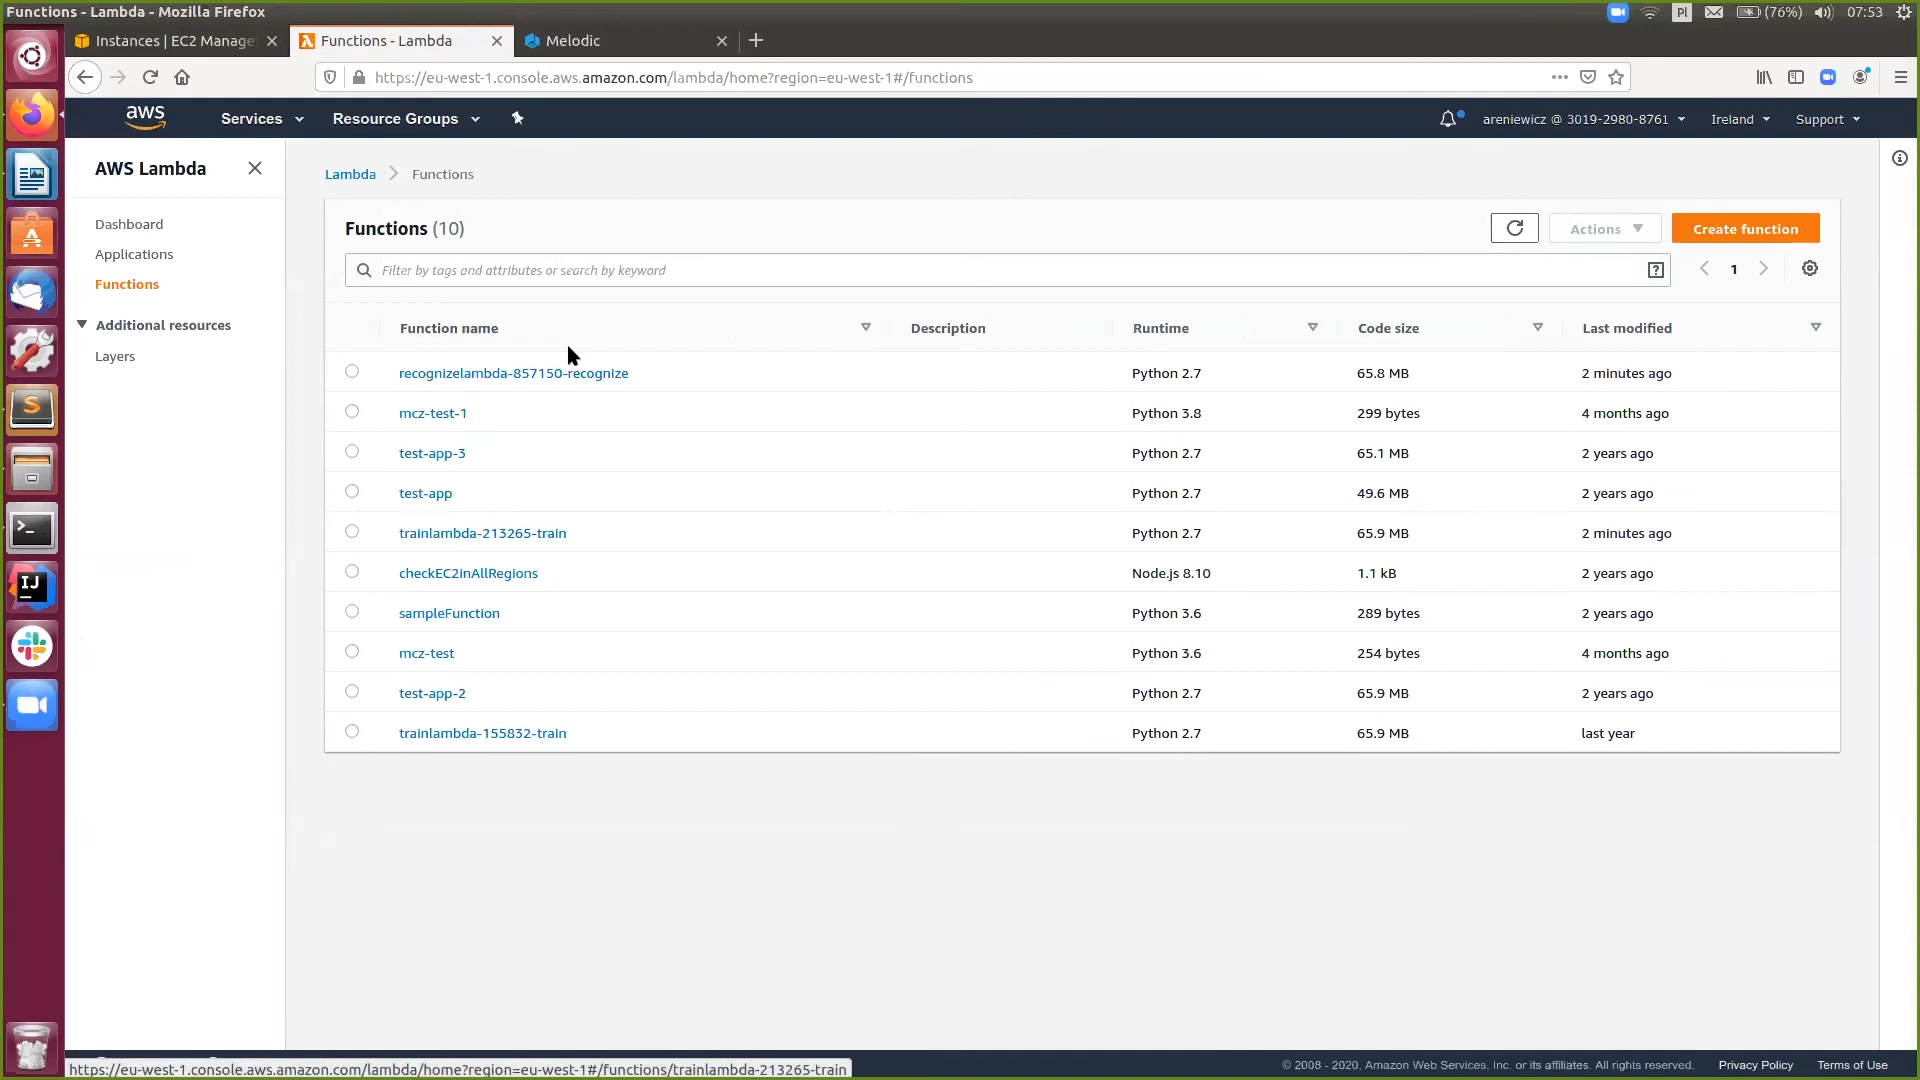 Functions - Lambda - Mozilla Firefox
Pl
(76%)
07:53
Instances | EC2 Manage
Functions - Lambda
Melodic
https://eu-west-1.console.aws.amazon.com/lambda/home?region=eu-west-1#/functions
aws
Services
Resource Groups
areniewicz @ 3019-2980-8761
Ireland
Support
AWS Lambda
Dashboard
Applications
Functions
Additional resources
Layers
Lambda > Functions
Functions (10)
Actions
Create function
Filter by tags and attributes or search by keyword
1
Function name Description Runtime Code size Last modified
recognizelambda-857150-recognize Python 2.7 65.8 MB 2 minutes ago
mcz-test-1 Python 3.8 299 bytes 4 months ago
test-app-3 Python 2.7 65.1 MB 2 years ago
test-app Python 2.7 49.6 MB 2 years ago
trainlambda-213265-train Python 2.7 65.9 MB 2 minutes ago
checkEC2inAllRegions Node.js 8.10 1.1 kB 2 years ago
sampleFunction Python 3.6 289 bytes 2 years ago
mcz-test Python 3.6 254 bytes 4 months ago
test-app-2 Python 2.7 65.9 MB 2 years ago
trainlambda-155832-train Python 2.7 65.9 MB last year
https://eu-west-1.console.aws.amazon.com/lambda/home?region=eu-west-1#/functions/trainlambda-213265-train
© 2008 - 2020, Amazon Web Services, Inc. or its affiliates. All rights reserved.
Privacy Policy
Terms of Use